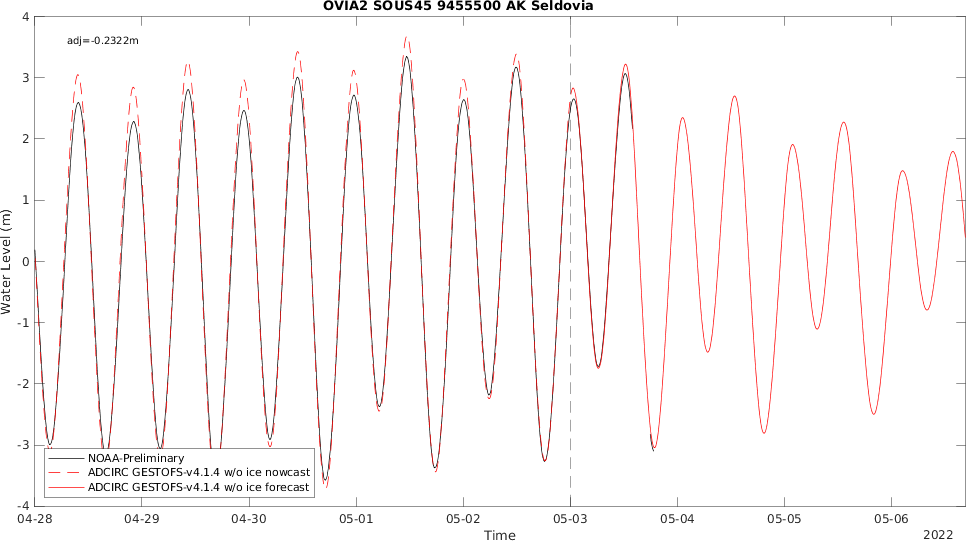 OVIA2 SOUS45 9455500 AK Seldovia
adj=-0.2322m
Water Level (m)
4
3
2
1
0
-1
-2
-3
-4
NOAA-Preliminary
ADCIRC GESTOFS-v4.1.4 w/o ice nowcast
ADCIRC GESTOFS-v4.1.4 w/o ice forecast
04-28 04-29 04-30 05-01 05-02 05-03 05-04 05-05 05-06
Time
2022